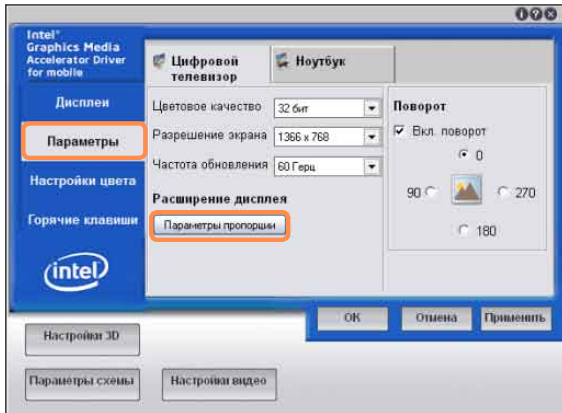 Intel®
Graphics Media
Accelerator Driver
for mobile
Дисплеи
Параметры
Настройки цвета
Горячие клавиши
intel
Цифровой
телевизор
Ноутбук
Цветовое качество 32 бит
Разрешение экрана 1366 x 768
Частота обновления 60 Герц
Расширение дисплея
Параметры пропорции
Поворот
Вкл. поворот
0
90
270
180
ОК
Отмена
Применить
Настройки 3D
Параметры схемы
Настройки видео